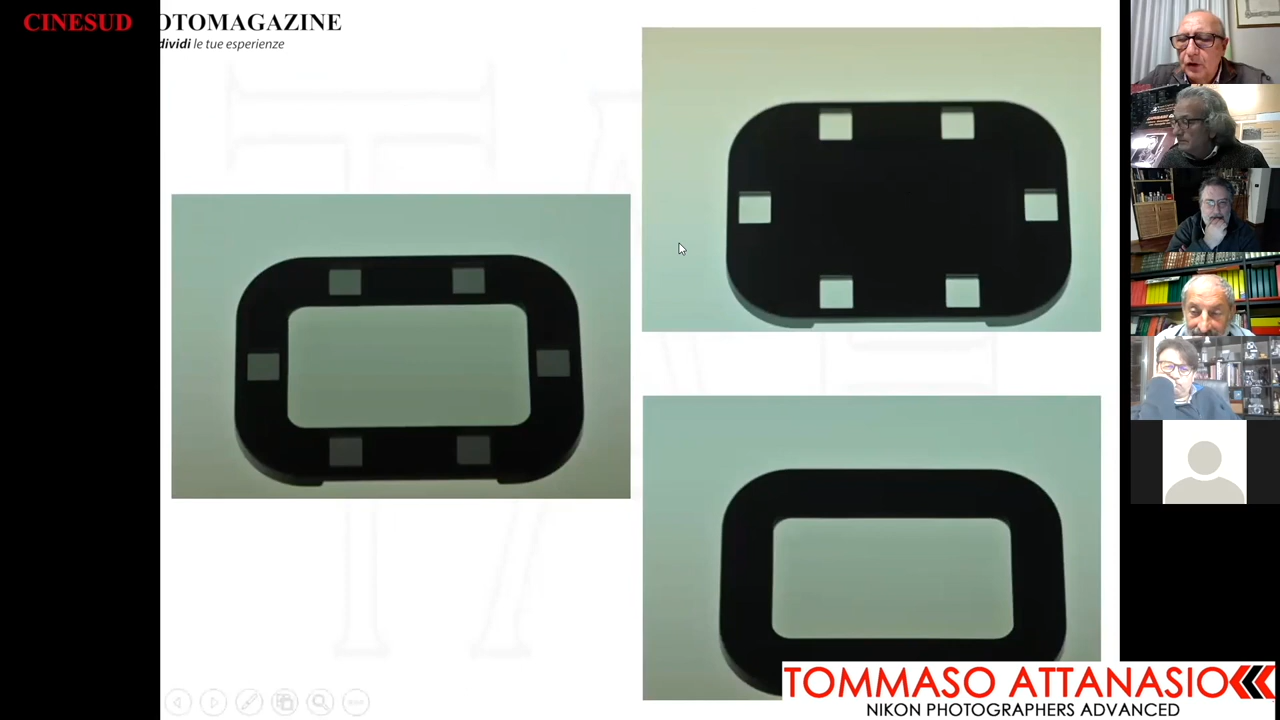 CINESUD OTOMAGAZINE
dividi le tue esperienze
TOMMASO ATTANASIO
NIKON PHOTOGRAPHERS ADVANCED